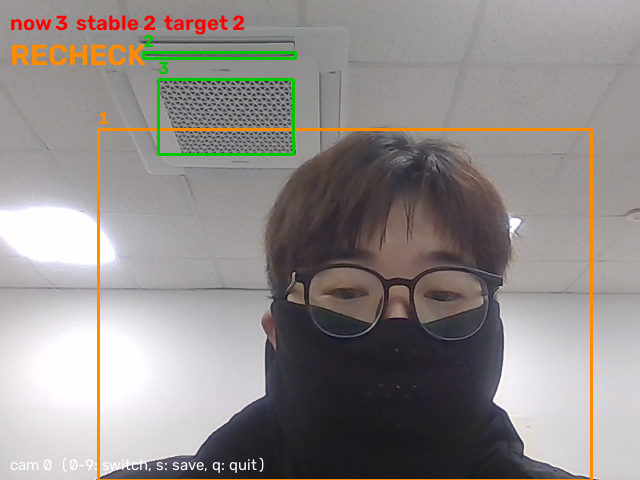 now 3 stable 2 target 2
RECHECK
2
3
1
cam 0 (0-9: switch, s: save, q: quit)